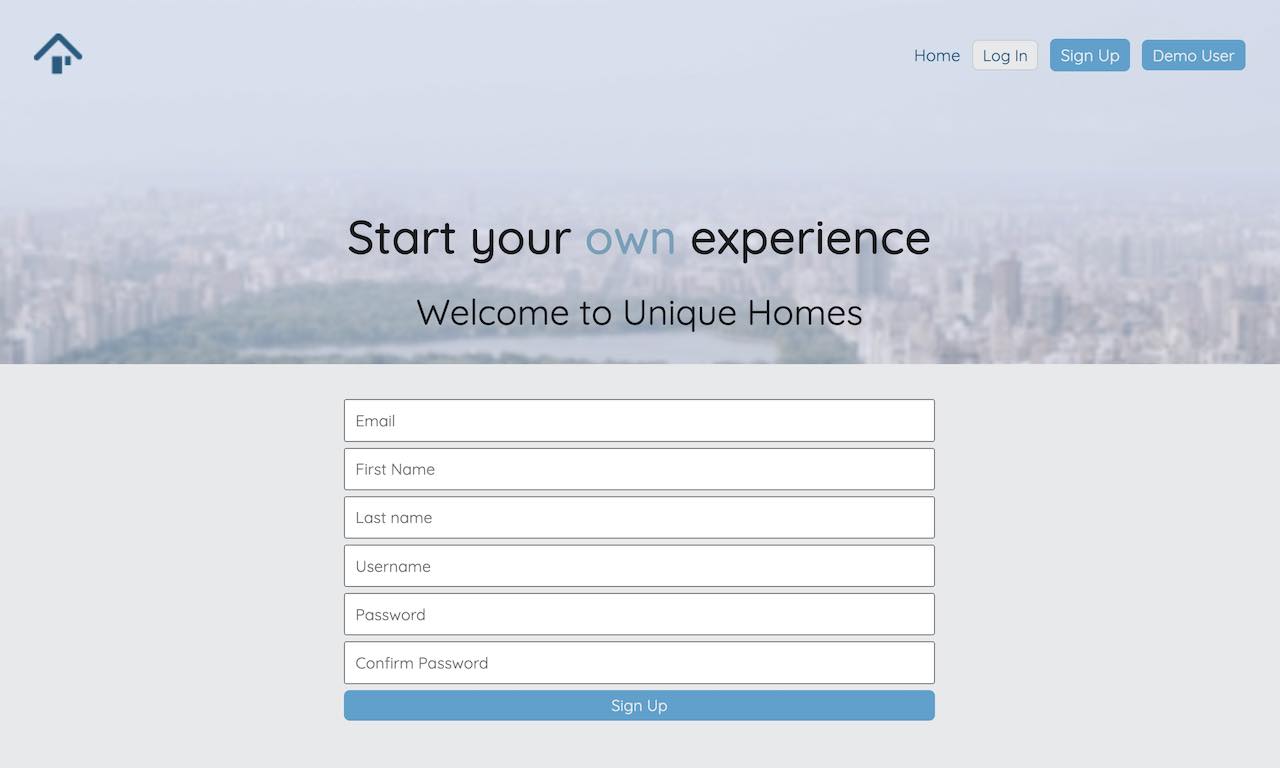 Home Log In Sign Up Demo User
Start your own experience
Welcome to Unique Homes
Email
First Name
Last name
Username
Password
Confirm Password
Sign Up